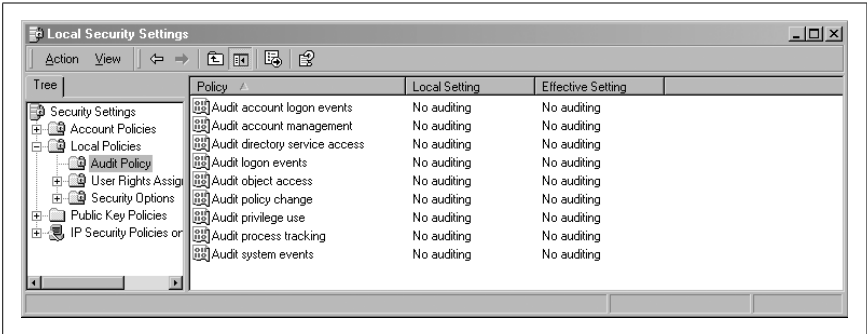 Local Security Settings
Action View
Tree
Policy Local Setting Effective Setting
Security Settings
Account Policies
Local Policies
Audit Policy
User Rights Assign
Security Options
Public Key Policies
IP Security Policies on
Audit account logon events No auditing No auditing
Audit account management No auditing No auditing
Audit directory service access No auditing No auditing
Audit logon events No auditing No auditing
Audit object access No auditing No auditing
Audit policy change No auditing No auditing
Audit privilege use No auditing No auditing
Audit process tracking No auditing No auditing
Audit system events No auditing No auditing